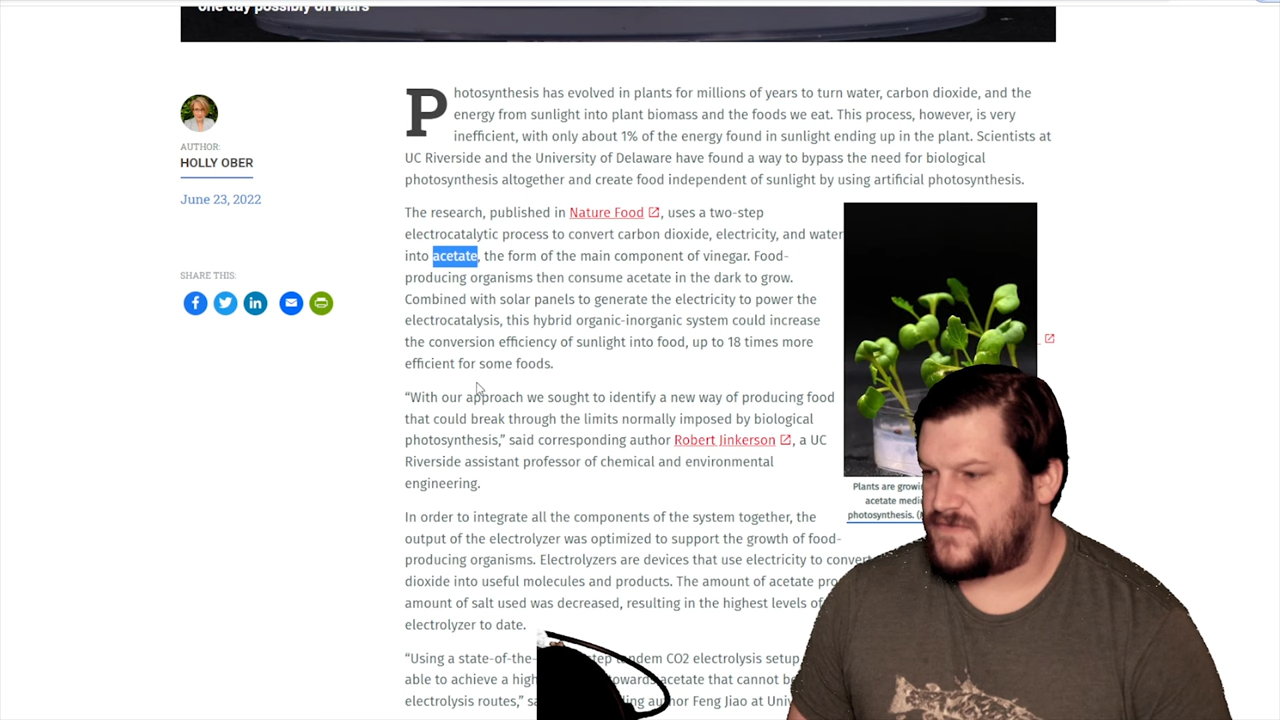 one day possibly on Mars
AUTHOR:
HOLLY OBER
June 23, 2022
SHARE THIS:
Photosynthesis has evolved in plants for millions of years to turn water, carbon dioxide, and the
energy from sunlight into plant biomass and the foods we eat. This process, however, is very
inefficient, with only about 1% of the energy found in sunlight ending up in the plant. Scientists at
UC Riverside and the University of Delaware have found a way to bypass the need for biological
photosynthesis altogether and create food independent of sunlight by using artificial photosynthesis.
The research, published in Nature Food, uses a two-step
electrocatalytic process to convert carbon dioxide, electricity, and water
into acetate, the form of the main component of vinegar. Food-
producing organisms then consume acetate in the dark to grow.
Combined with solar panels to generate the electricity to power the
electrocatalysis, this hybrid organic-inorganic system could increase
the conversion efficiency of sunlight into food, up to 18 times more
efficient for some foods.
“With our approach we sought to identify a new way of producing food
that could break through the limits normally imposed by biological
photosynthesis,” said corresponding author Robert Jinkerson, a UC
Riverside assistant professor of chemical and environmental
engineering.
Plants are growi
acetate medi
photosynthesis. (
In order to integrate all the components of the system together, the
output of the electrolyzer was optimized to support the growth of food-
producing organisms. Electrolyzers are devices that use electricity to convert
dioxide into useful molecules and products. The amount of acetate pro
amount of salt used was decreased, resulting in the highest levels of
electrolyzer to date.
“Using a state-of-the- step tandem CO2 electrolysis setup
able to achieve a high towards acetate that cannot be
electrolysis routes,” author Feng Jiao at